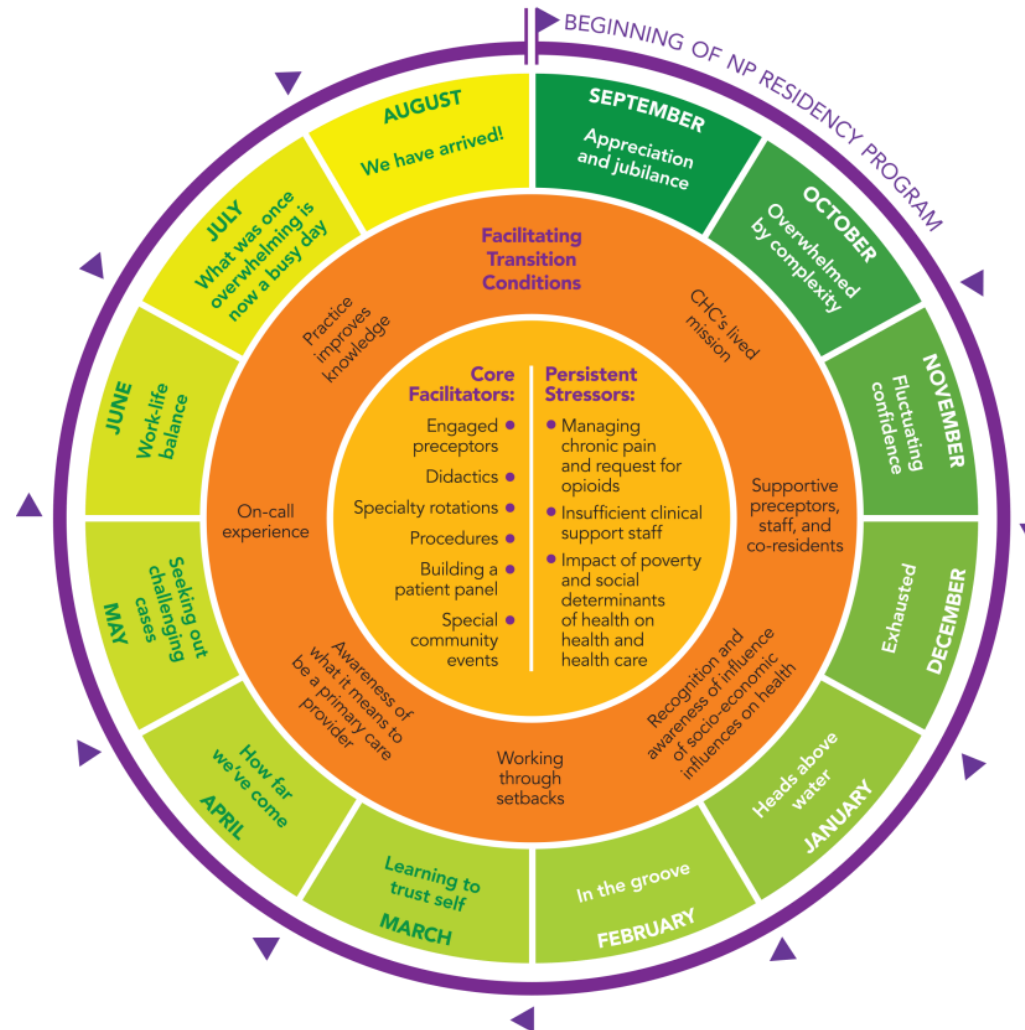 BEGINNING OF NP RESIDENCY PROGRAM
SEPTEMBER
Appreciation
and jubilance
OCTOBER
Overwhelmed
by complexity
NOVEMBER
Fluctuating
confidence
DECEMBER
Exhausted
JANUARY
Heads above
water
FEBRUARY
In the groove
MARCH
Learning to
trust self
APRIL
How far
we've come
MAY
Seeking out
challenging
cases
JUNE
Work-life
balance
JULY
What was once
overwhelming is
now a busy day
AUGUST
We have arrived!
Facilitating
Transition
Conditions
CHC's lived
mission
Supportive
preceptors,
staff, and
co-residents
Recognition and
awareness of influence
of socio-economic
influences on health
Working
through
setbacks
Awareness of
what it means to
be a primary care
provider
On-call
experience
Practice
improves
knowledge
Core
Facilitators:
Engaged
preceptors
Didactics
Specialty rotations
Procedures
Building a
patient panel
Special
community
events
Persistent
Stressors:
Managing
chronic pain
and request for
opioids
Insufficient clinical
support staff
Impact of poverty
and social
determinants
of health on
health and
health care